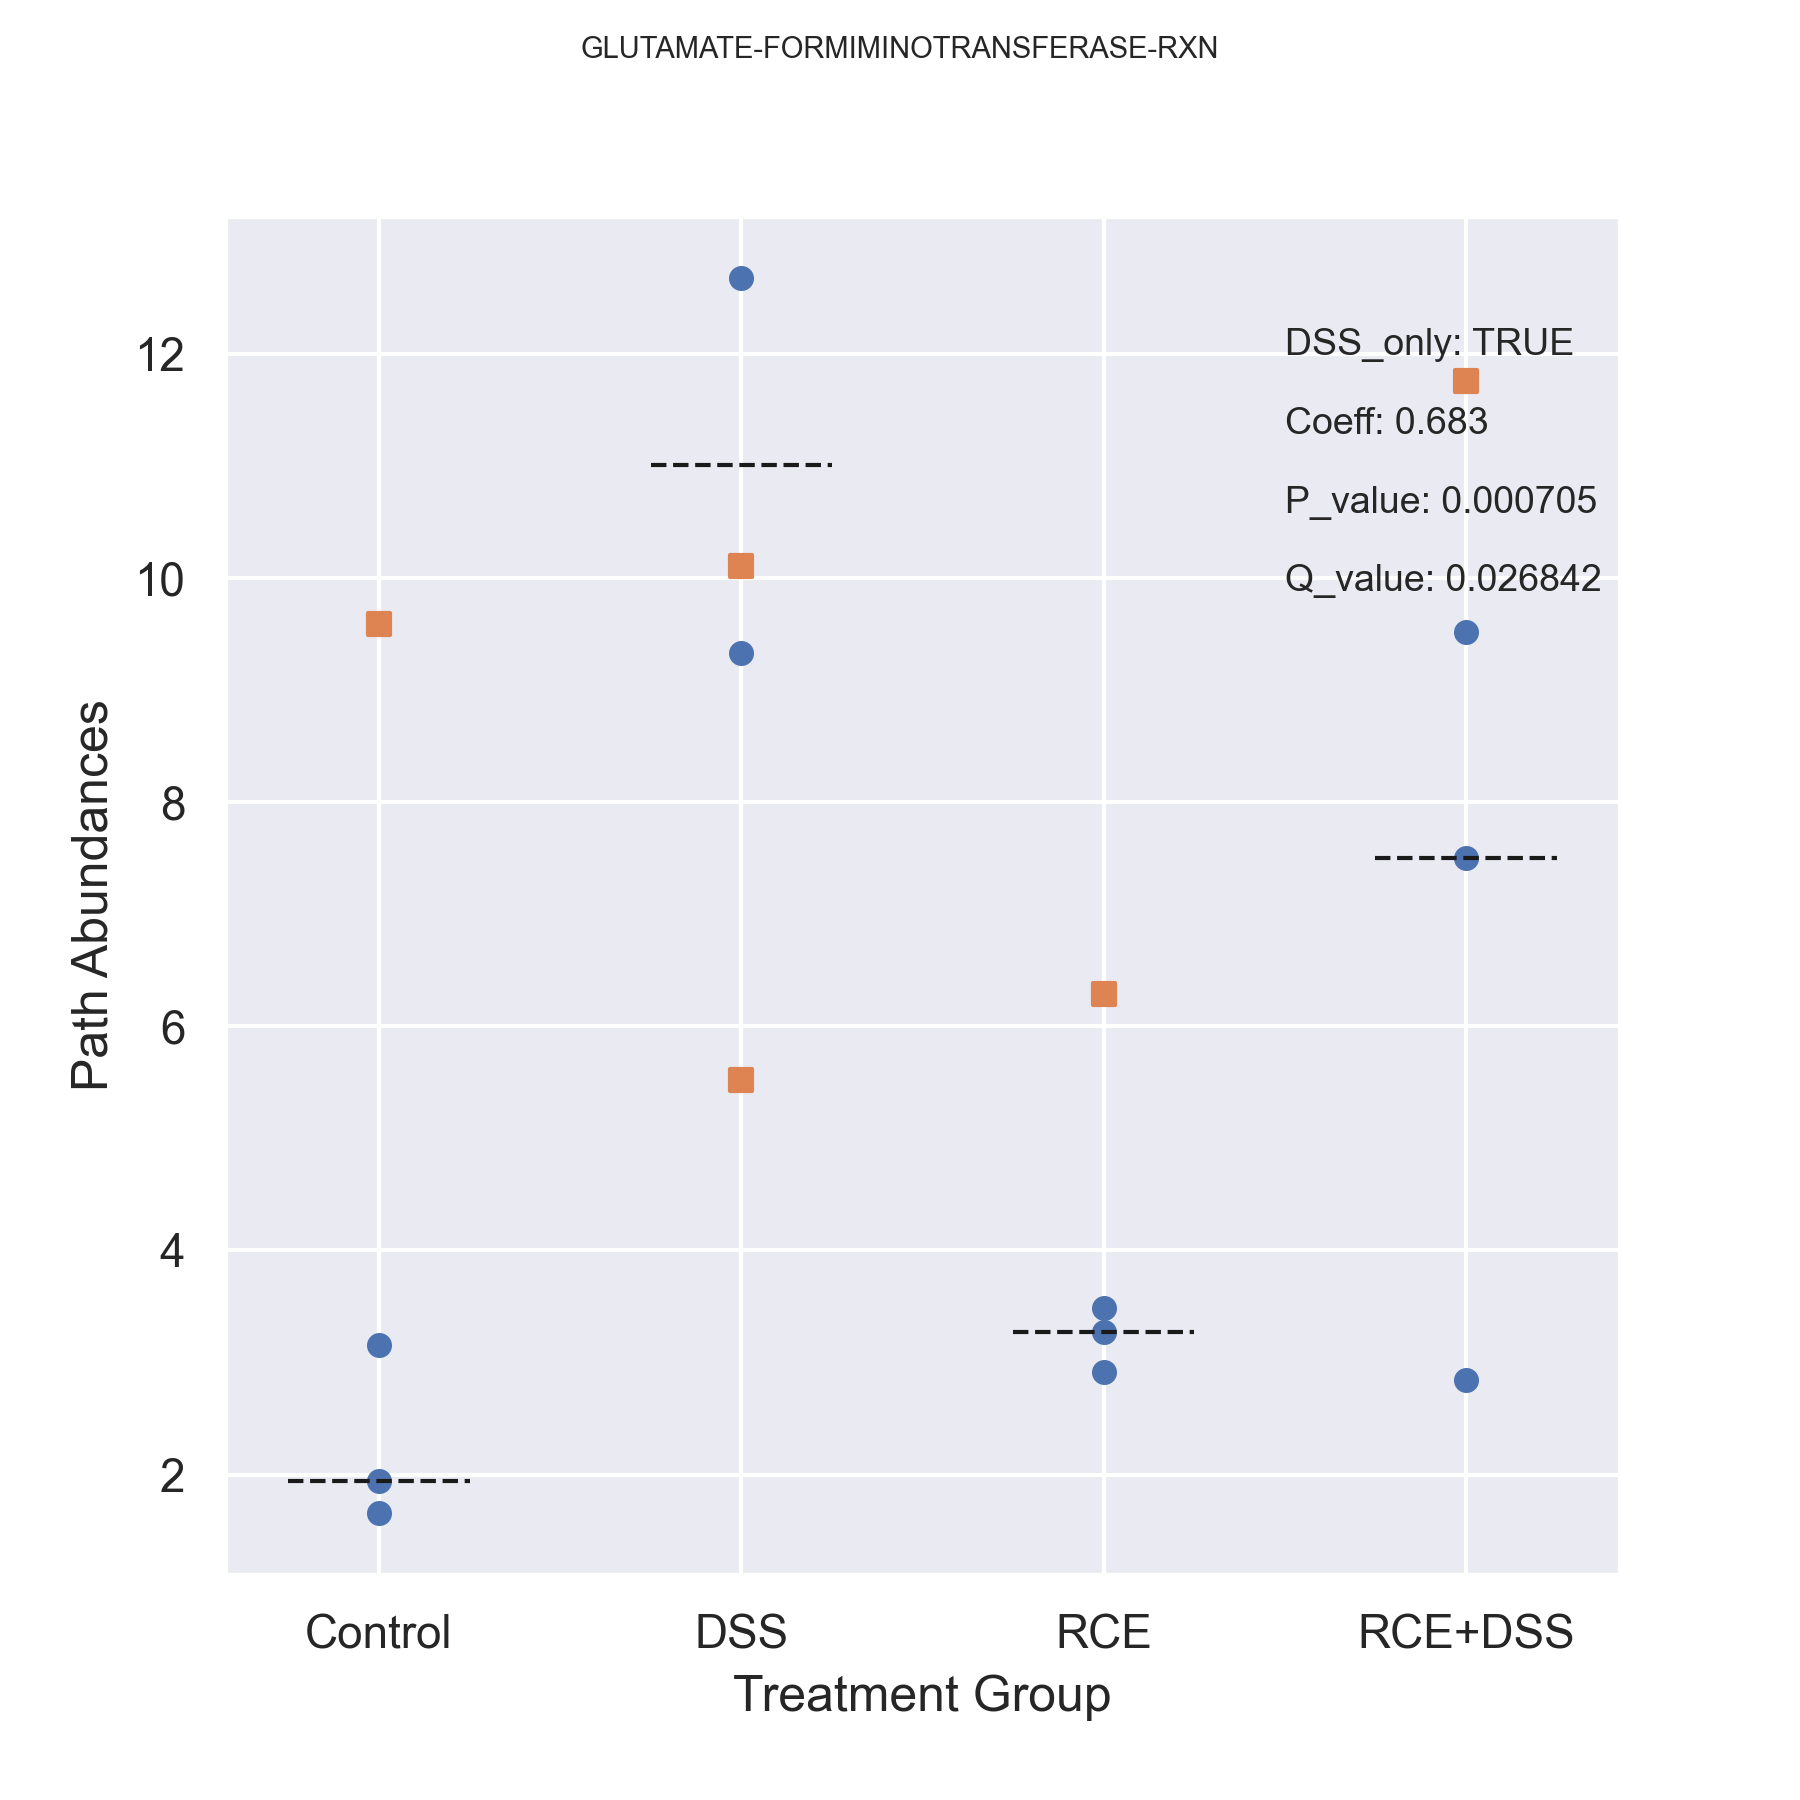 GLUTAMATE-FORMIMINOTRANSFERASE-RXN
DSS_only: TRUE
Coeff: 0.683
P_value: 0.000705
Q_value: 0.026842
Path Abundances
12
10
8
6
4
2
Control
DSS
RCE
RCE+DSS
Treatment Group